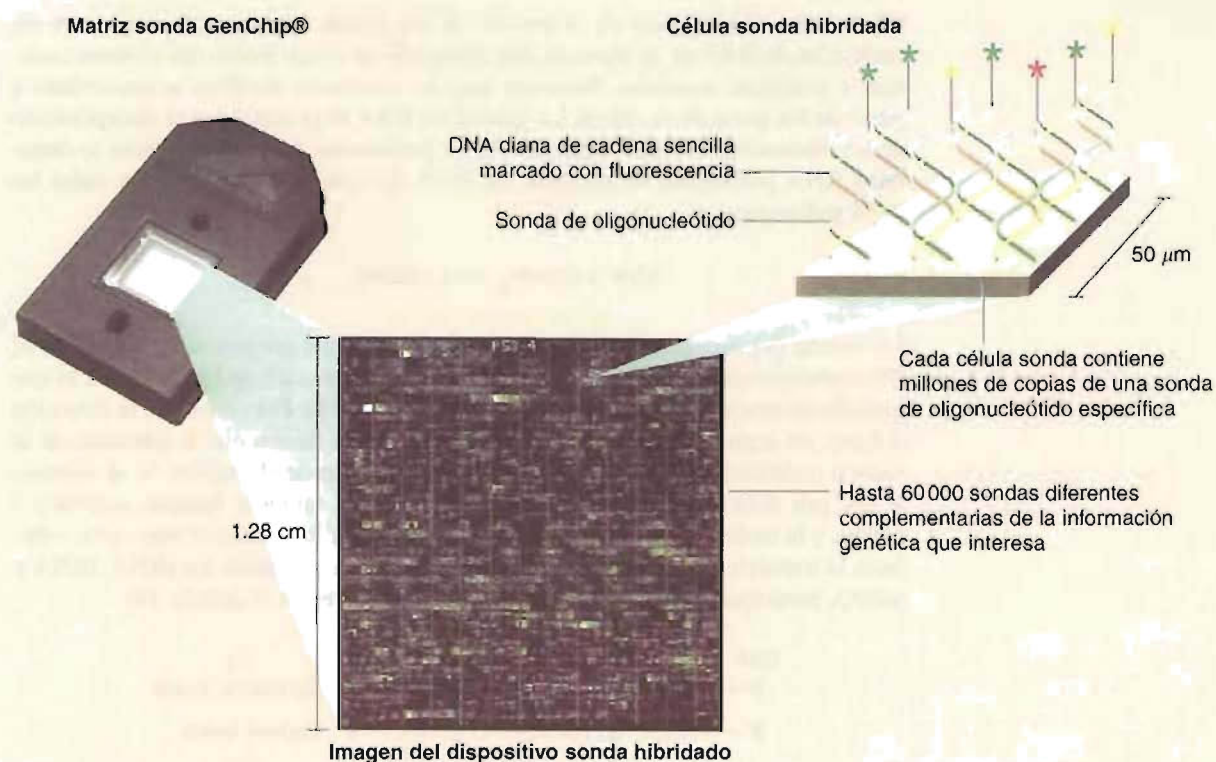 Matriz sonda GenChip®
Célula sonda hibridada
DNA diana de cadena sencilla
marcado con fluorescencia
Sonda de oligonucleótido
50 μm
Cada célula sonda contiene
millones de copias de una sonda
de oligonucleótido específica
Hasta 60 000 sondas diferentes
complementarias de la información
genética que interesa
1.28 cm
Imagen del dispositivo sonda hibridado